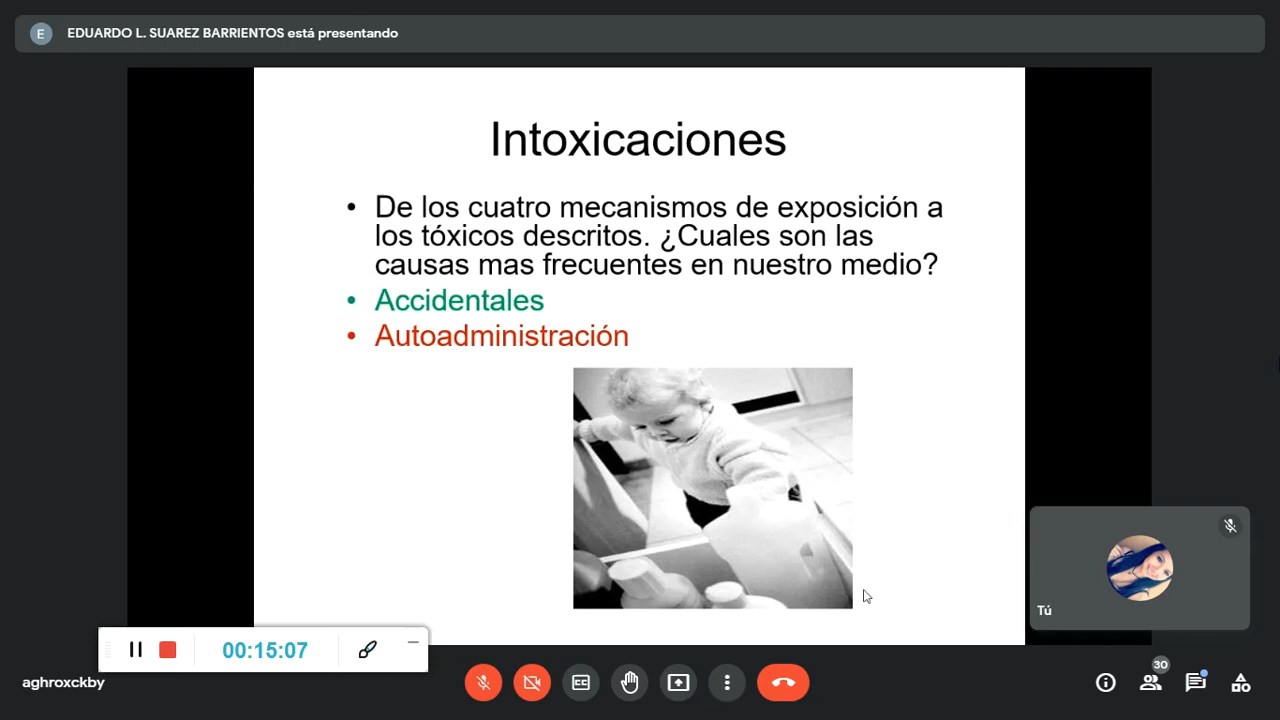 E
EDUARDO L. SUAREZ BARRIENTOS está presentando
Intoxicaciones
• De los cuatro mecanismos de exposición a
los tóxicos descritos. ¿Cuales son las
causas mas frecuentes en nuestro medio?
• Accidentales
• Autoadministración
Tú
00:15:07
aghroxckby
CC
30